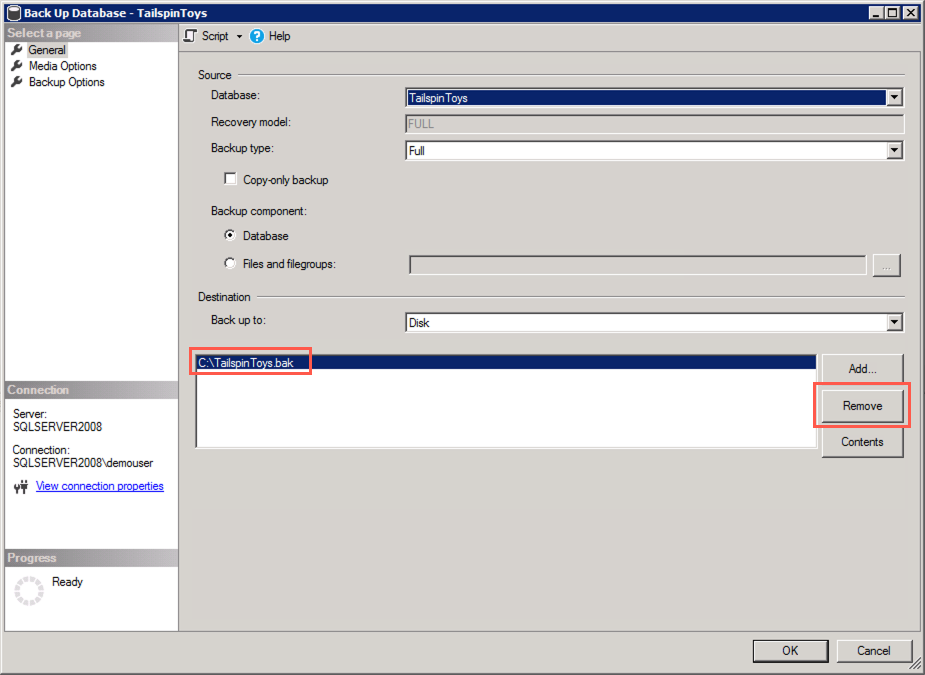 Back Up Database - TailspinToys
Select a page
General
Media Options
Backup Options
Script
Help
Source
Database:
TailspinToys
Recovery model:
FULL
Backup type:
Full
Copy-only backup
Backup component:
Database
Files and filegroups:
...
Destination
Back up to:
Disk
C:\TailspinToys.bak
Add...
Remove
Contents
Connection
Server:
SQLSERVER2008
Connection:
SQLSERVER2008\demouser
View connection properties
Progress
Ready
OK
Cancel